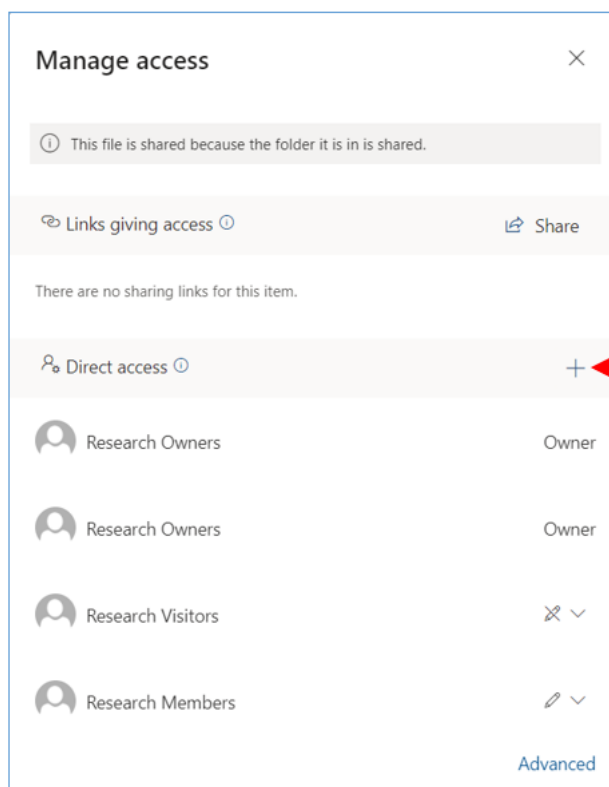 Manage access
This file is shared because the folder it is in is shared.
Links giving access
Share
There are no sharing links for this item.
Direct access
Research Owners
Owner
Research Owners
Owner
Research Visitors
Research Members
Advanced